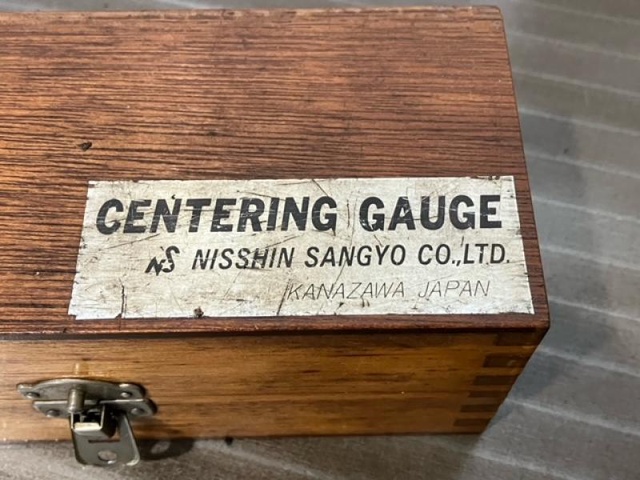 CENTERING GAUGE
NS NISSHIN SANGYO CO.,LTD.
KANAZAWA JAPAN